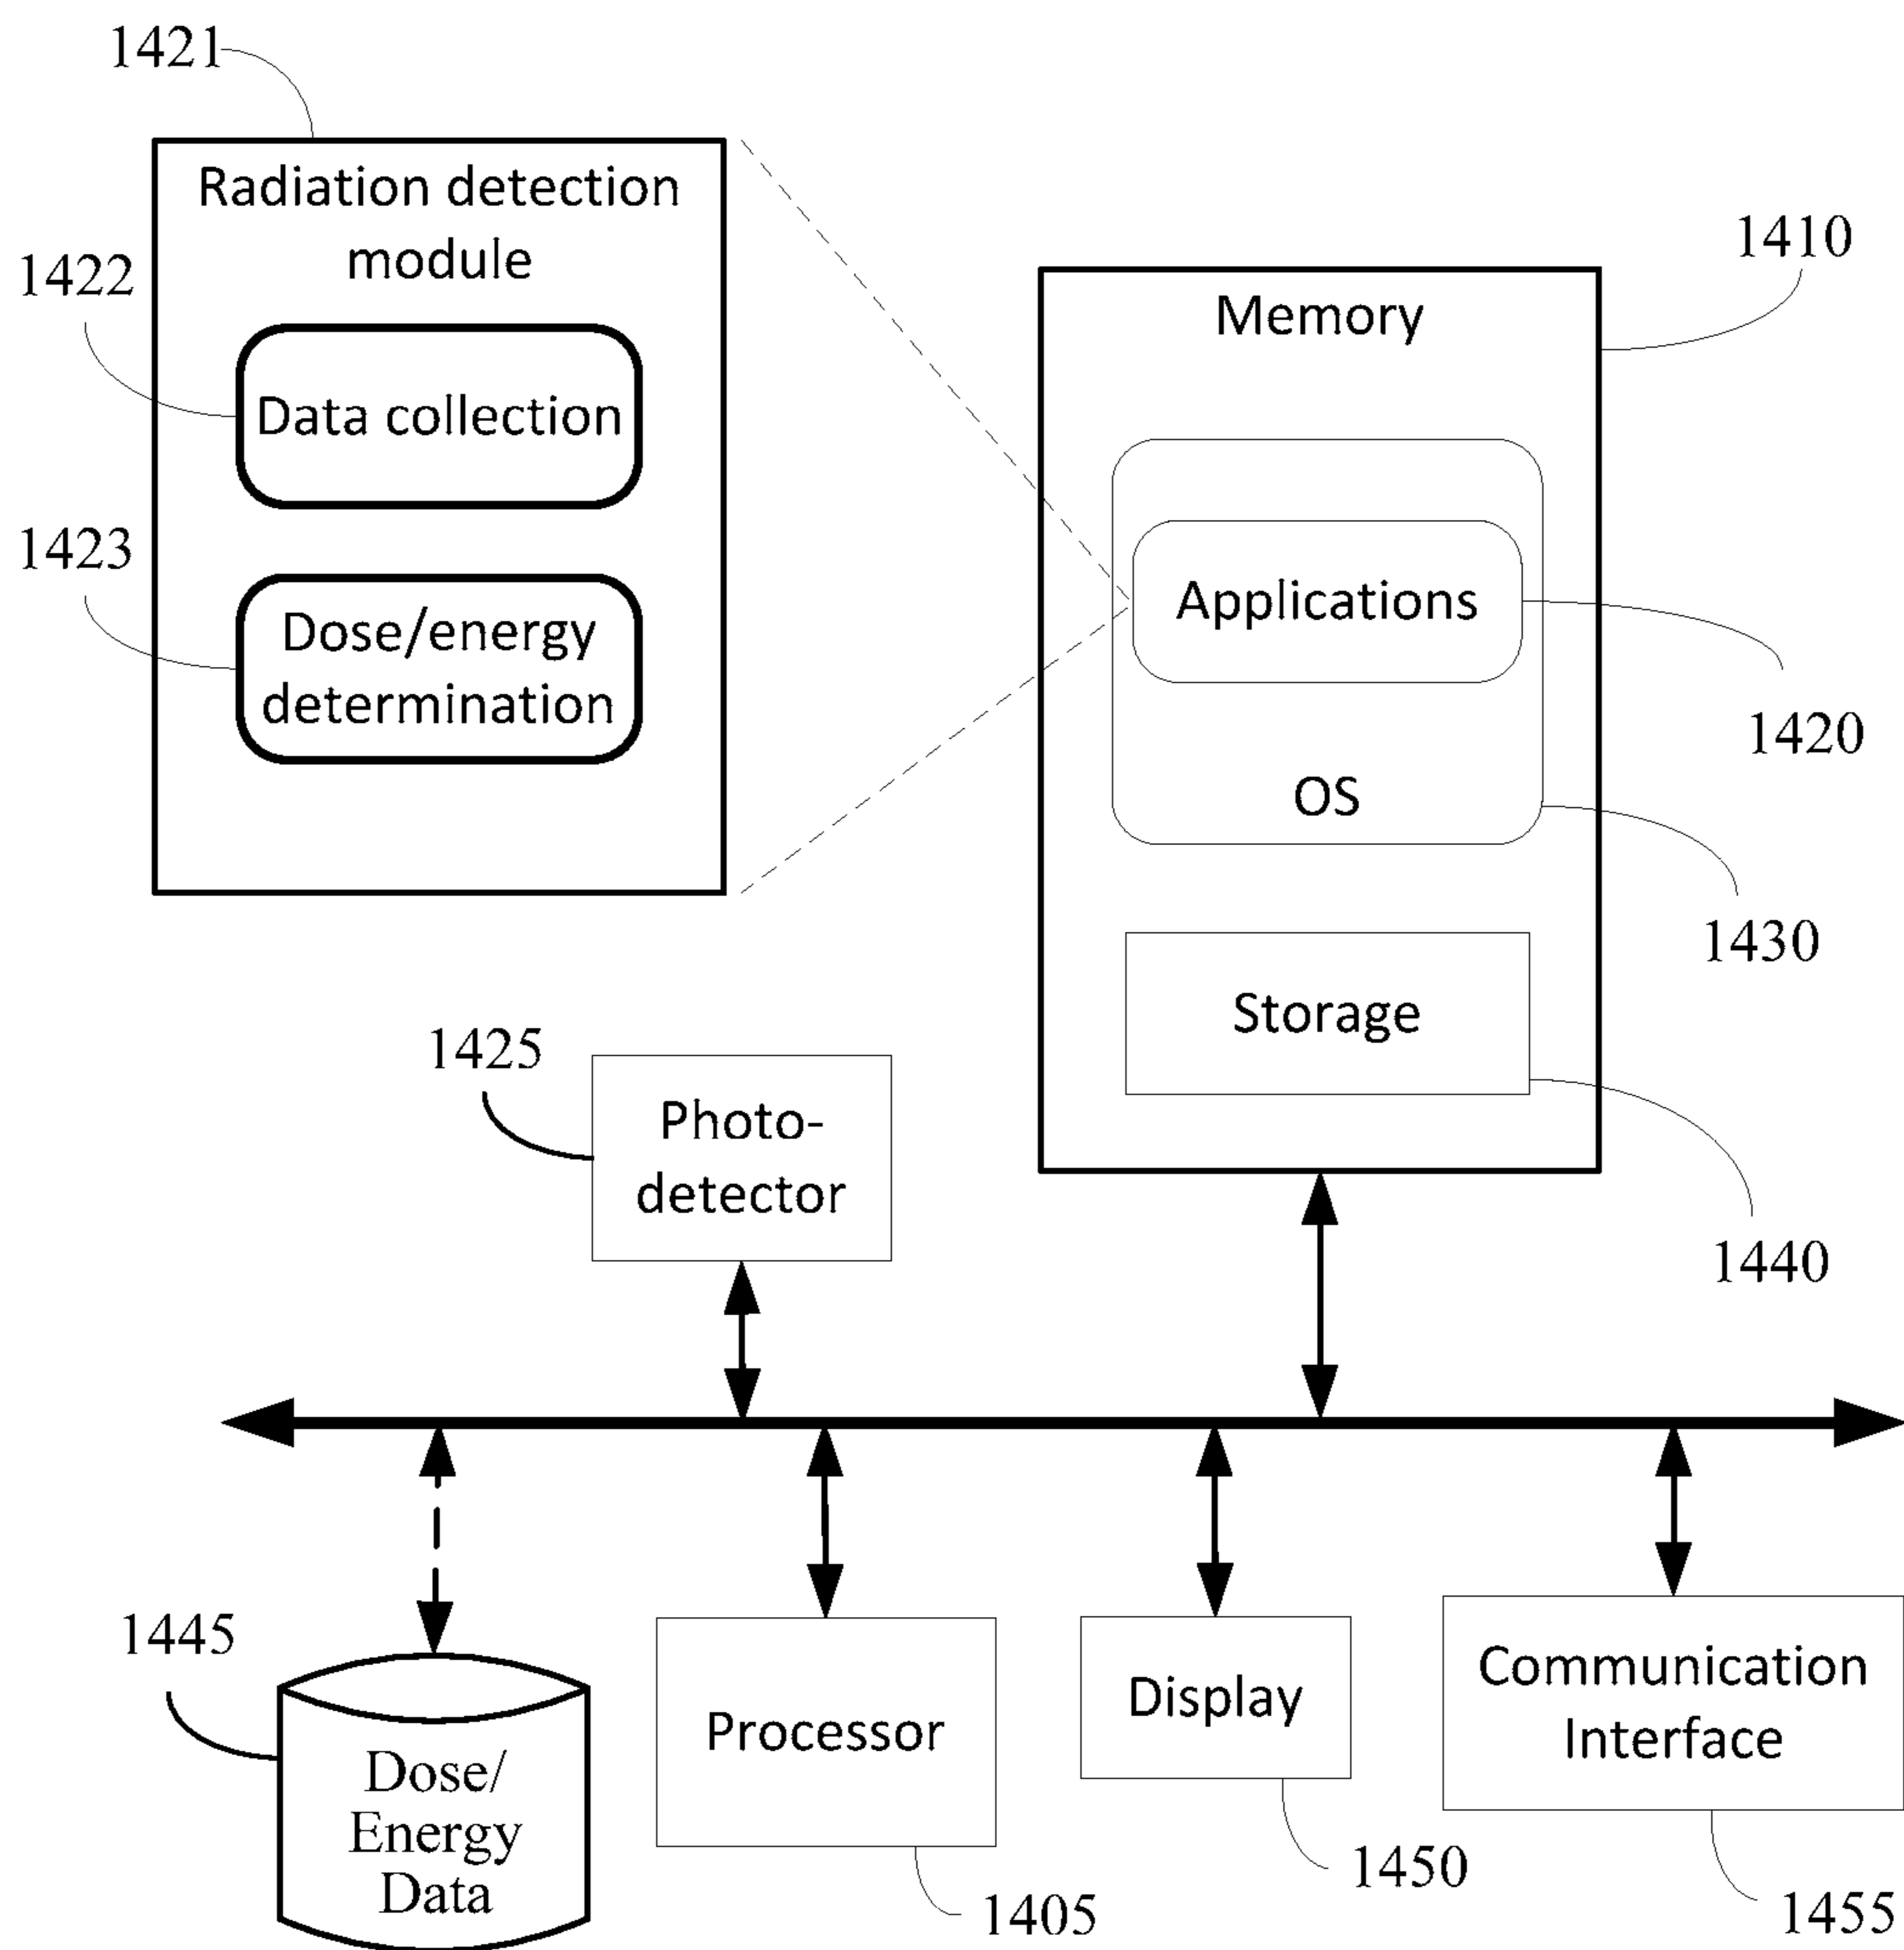 1421
Radiation detection
module
1422
Data collection
1423
Dose/energy
determination
1410
Memory
Applications
1420
OS
1430
Storage
1440
1425
Photo-
detector
1445
Dose/
Energy
Data
Processor
1405
Display
1450
Communication
Interface
1455